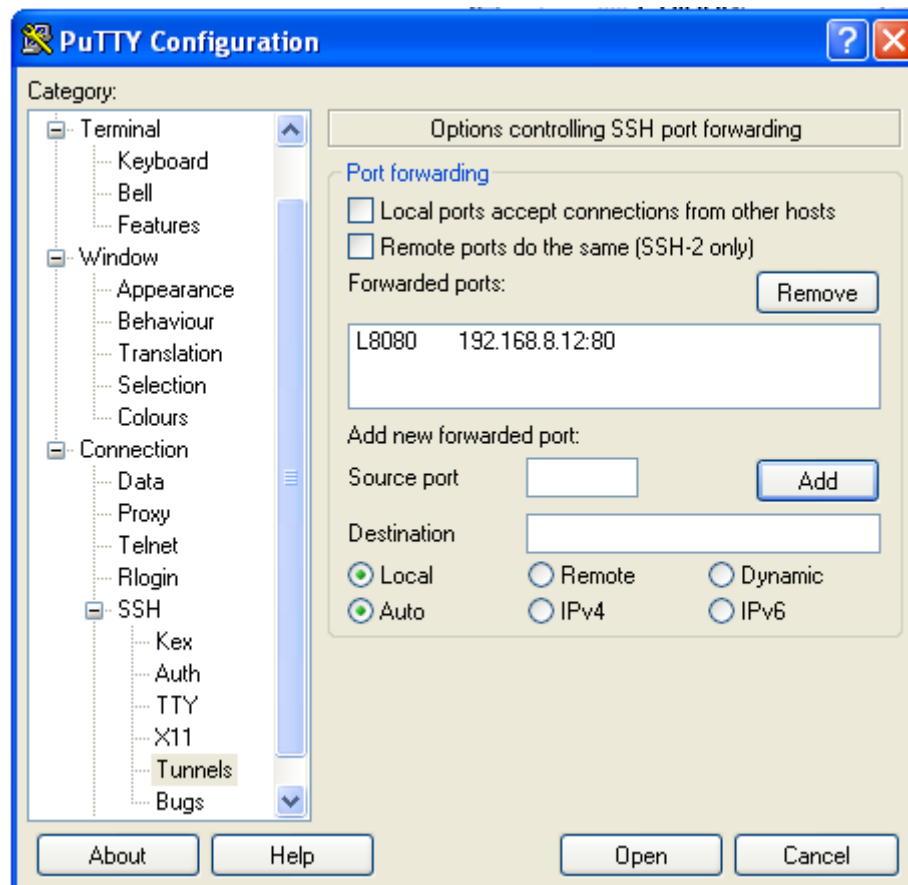 PuTTY Configuration
Category:
Terminal
Keyboard
Bell
Features
Window
Appearance
Behaviour
Translation
Selection
Colours
Connection
Data
Proxy
Telnet
Rlogin
SSH
Kex
Auth
TTY
X11
Tunnels
Bugs
Options controlling SSH port forwarding
Port forwarding
Local ports accept connections from other hosts
Remote ports do the same (SSH-2 only)
Forwarded ports:
Remove
L8080 192.168.8.12:80
Add new forwarded port:
Source port
Add
Destination
Local Remote Dynamic
Auto IPv4 IPv6
About Help Open Cancel